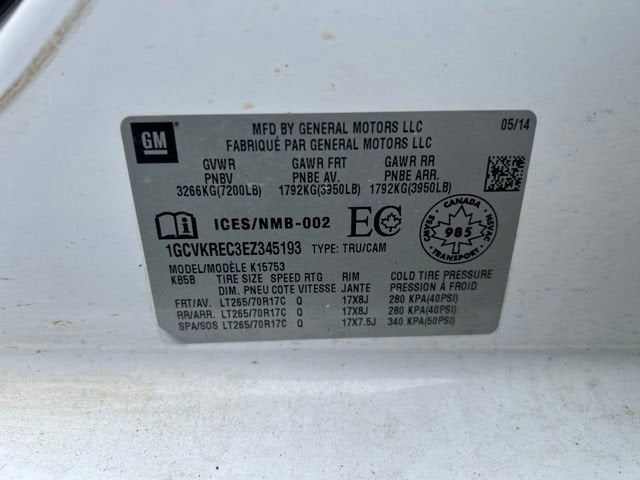 GM
MFD BY GENERAL MOTORS LLC 05/14
FABRIQUÉ PAR GENERAL MOTORS LLC
GVWR GAWR FRT GAWR RR
PNBV PNBE AV. PNBE ARR.
3266KG(7200LB) 1792KG(3950LB) 1792KG(3950LB)
ICES/NMB-002 EC
CANADA
CMVSS NSVAC
985
TRANSPORT
1GCVKREC3EZ345193 TYPE: TRU/CAM
MODEL/MODÈLE K15753
KB5B TIRE SIZE SPEED RTG RIM COLD TIRE PRESSURE
DIM. PNEU COTE VITESSE JANTE PRESSION À FROID
FRT/AV. LT265/70R17C Q 17X8J 280 KPA(40PSI)
RR/ARR. LT265/70R17C Q 17X8J 280 KPA(40PSI)
SPA/SOS LT265/70R17C Q 17X7.5J 340 KPA(50PSI)